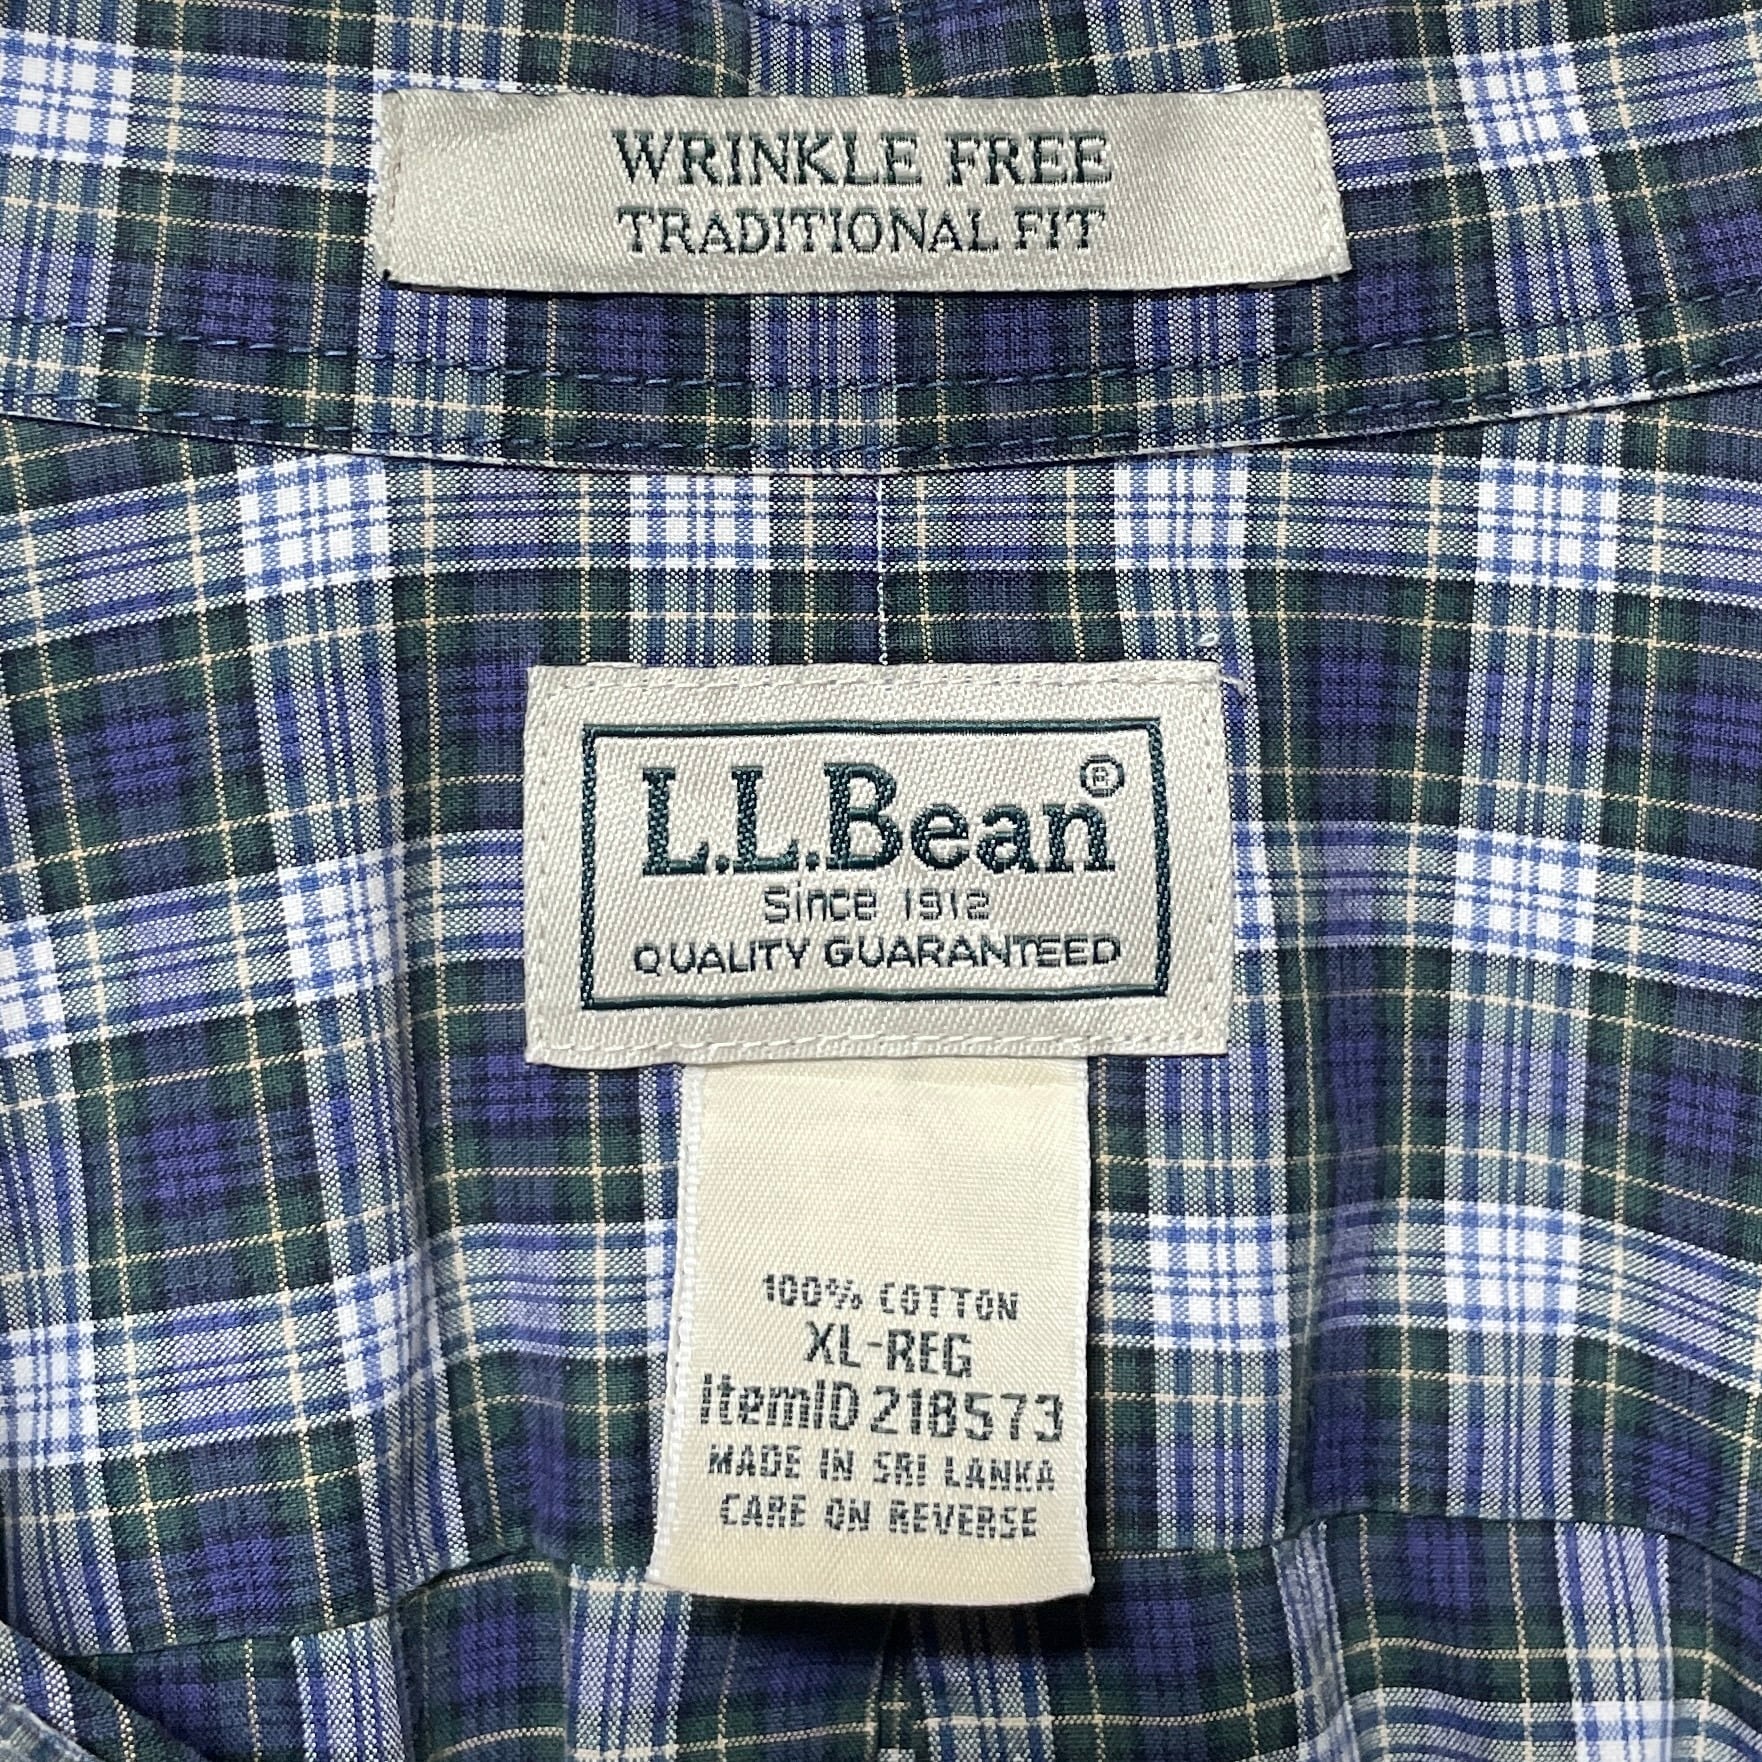 WRINKLE FREE
TRADITIONAL FIT
L.L.Bean®
Since 1912
QUALITY GUARANTEED
100% COTTON
XL-REG
ItemID 218573
MADE IN SRI LANKA
CARE ON REVERSE